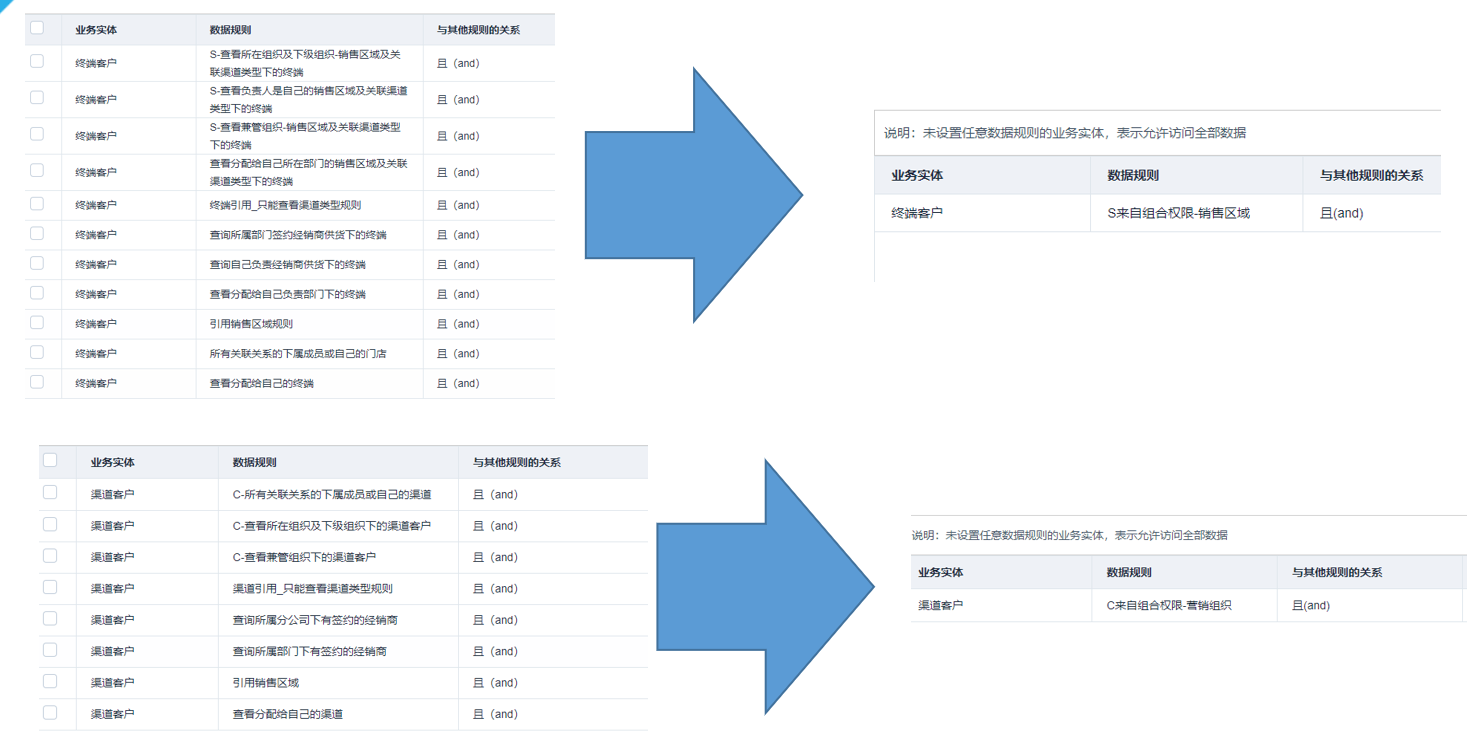 业务实体 数据规则 与其他规则的关系
终端客户 S-查看所在组织及下级组织-销售区域及关 且（and）
联渠道类型下的终端
终端客户 S-查看负责人是自己的销售区域及关联渠道 且（and）
类型下的终端
终端客户 S-查看兼管组织-销售区域及关联渠道类型 且（and）
下的终端
终端客户 查看分配给自己所在部门的销售区域及关联 且（and）
渠道类型下的终端
终端客户 终端引用_只能查看渠道类型规则 且（and）
终端客户 查询所属部门签约经销商供货下的终端 且（and）
终端客户 查询自己负责经销商供货下的终端 且（and）
终端客户 查看分配给自己负责部门下的终端 且（and）
终端客户 引用销售区域规则 且（and）
终端客户 所有关联关系的下属成员或自己的门店 且（and）
终端客户 查看分配给自己的终端 且（and）
说明：未设置任意数据规则的业务实体，表示允许访问全部数据
业务实体 数据规则 与其他规则的关系
终端客户 S来自组合权限-销售区域 且(and)
业务实体 数据规则 与其他规则的关系
渠道客户 C-所有关联关系的下属成员或自己的渠道 且（and）
渠道客户 C-查看所在组织及下级组织下的渠道客户 且（and）
渠道客户 C-查看兼管组织下的渠道客户 且（and）
渠道客户 渠道引用_只能查看渠道类型规则 且（and）
渠道客户 查询所属分公司下有签约的经销商 且（and）
渠道客户 查询所属部门下有签约的经销商 且（and）
渠道客户 引用销售区域 且（and）
渠道客户 查看分配给自己的渠道 且（and）
说明：未设置任意数据规则的业务实体，表示允许访问全部数据
业务实体 数据规则 与其他规则的关系
渠道客户 C来自组合权限-营销组织 且(and)